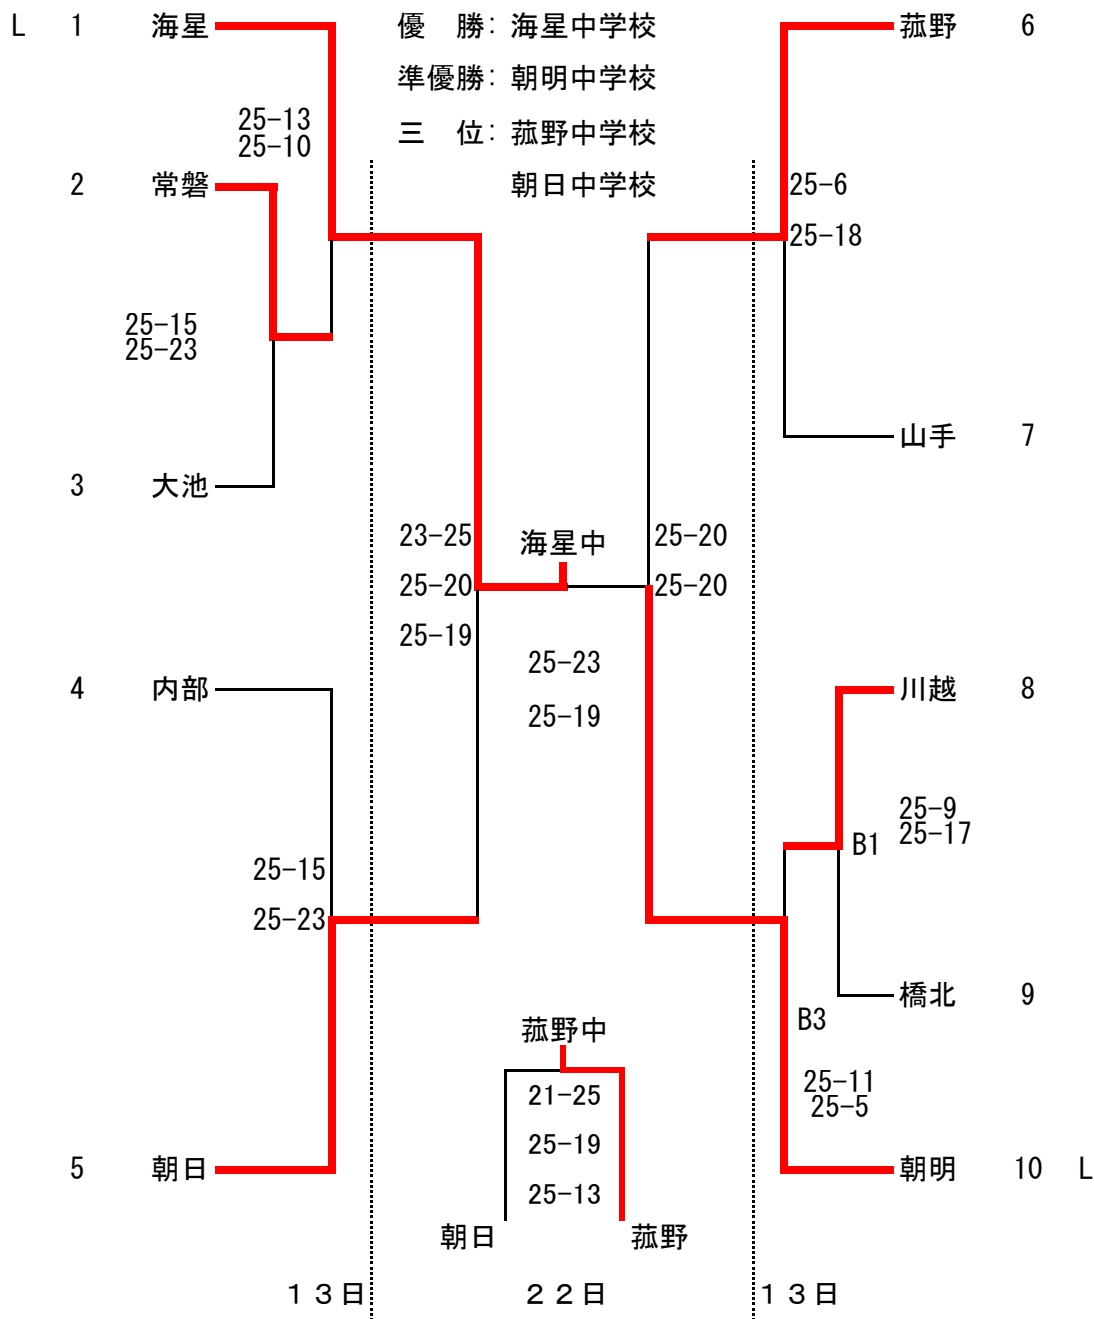 L 1 海星
優　勝：海星中学校
菰野 6
準優勝：朝明中学校
25-13
25-10
三　位：菰野中学校
2 常磐
朝日中学校
25-6
25-18
25-15
25-23
山手 7
3 大池
23-25
25-20
25-19
海星中
25-20
25-20
25-23
25-19
4 内部
川越 8
25-9
25-17
B1
25-15
25-23
橋北 9
B3
菰野中
21-25
25-19
25-13
25-11
25-5
5 朝日
朝明 10 L
朝日
菰野
１３日
２２日
１３日